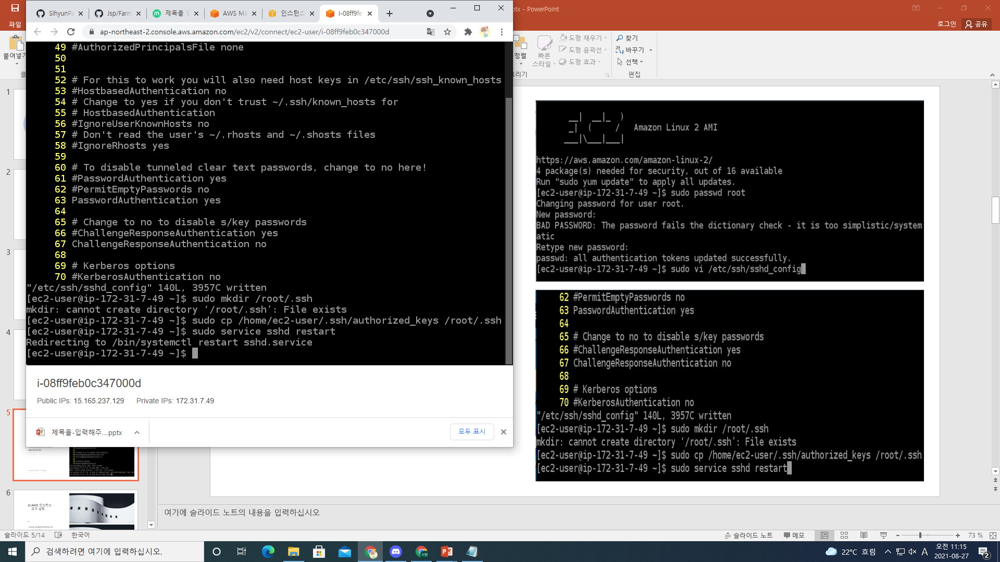 SihyunPa
Jsp/Farm
제목을 입
AWS Ma
인스턴스
i-08ff9fe
ap-northeast-2.console.aws.amazon.com/ec2/v2/connect/ec2-user/i-08ff9feb0c347000d
49 #AuthorizedPrincipalsFile none
50
51
52 # For this to work you will also need host keys in /etc/ssh/ssh_known_hosts
53 #HostbasedAuthentication no
54 # Change to yes if you don't trust ~/.ssh/known_hosts for
55 # HostbasedAuthentication
56 #IgnoreUserKnownHosts no
57 # Don't read the user's ~/.rhosts and ~/.shosts files
58 #IgnoreRhosts yes
59
60 # To disable tunneled clear text passwords, change to no here!
61 #PasswordAuthentication yes
62 #PermitEmptyPasswords no
63 PasswordAuthentication yes
64
65 # Change to no to disable s/key passwords
66 #ChallengeResponseAuthentication yes
67 ChallengeResponseAuthentication no
68
69 # Kerberos options
70 #KerberosAuthentication no
"/etc/ssh/sshd_config" 140L, 3957C written
[ec2-user@ip-172-31-7-49 ~]$ sudo mkdir /root/.ssh
mkdir: cannot create directory ‘/root/.ssh’: File exists
[ec2-user@ip-172-31-7-49 ~]$ sudo cp /home/ec2-user/.ssh/authorized_keys /root/.ssh
[ec2-user@ip-172-31-7-49 ~]$ sudo service sshd restart
Redirecting to /bin/systemctl restart sshd.service
[ec2-user@ip-172-31-7-49 ~]$
i-08ff9feb0c347000d
Public IPs: 15.165.237.129 Private IPs: 172.31.7.49
제목을-입력해주....pptx
모두 표시
파일
붙여넣기
ptx - PowerPoint
로그인
공유
정렬
빠른
스타일
도형 채우기
도형 윤곽선
도형 효과
찾기
바꾸기
선택
그리기
편집
1
2
3
4
5
6
2) AWS 인스턴스
초기 설정
__| __|_ )
_| ( / Amazon Linux 2 AMI
___|\___|___|
https://aws.amazon.com/amazon-linux-2/
4 package(s) needed for security, out of 16 available
Run "sudo yum update" to apply all updates.
[ec2-user@ip-172-31-7-49 ~]$ sudo passwd root
Changing password for user root.
New password:
BAD PASSWORD: The password fails the dictionary check - it is too simplistic/system
atic
Retype new password:
passwd: all authentication tokens updated successfully.
[ec2-user@ip-172-31-7-49 ~]$ sudo vi /etc/ssh/sshd_config
62 #PermitEmptyPasswords no
63 PasswordAuthentication yes
64
65 # Change to no to disable s/key passwords
66 #ChallengeResponseAuthentication yes
67 ChallengeResponseAuthentication no
68
69 # Kerberos options
70 #KerberosAuthentication no
"/etc/ssh/sshd_config" 140L, 3957C written
[ec2-user@ip-172-31-7-49 ~]$ sudo mkdir /root/.ssh
mkdir: cannot create directory ‘/root/.ssh’: File exists
[ec2-user@ip-172-31-7-49 ~]$ sudo cp /home/ec2-user/.ssh/authorized_keys /root/.ssh
[ec2-user@ip-172-31-7-49 ~]$ sudo service sshd restart
여기에 슬라이드 노트의 내용을 입력하십시오
슬라이드 5/14
한국어
슬라이드 노트
메모
73 %
검색하려면 여기에 입력하십시오.
22°C 흐림
A
오전 11:15
2021-08-27
2